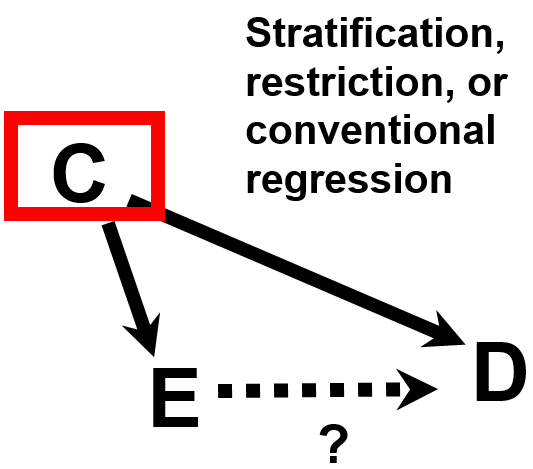 Stratification,
restriction, or
conventional
regression
C
E
D
?